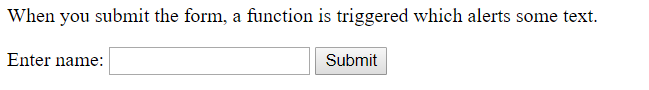 When you submit the form, a function is triggered which alerts some text.
Enter name: Submit